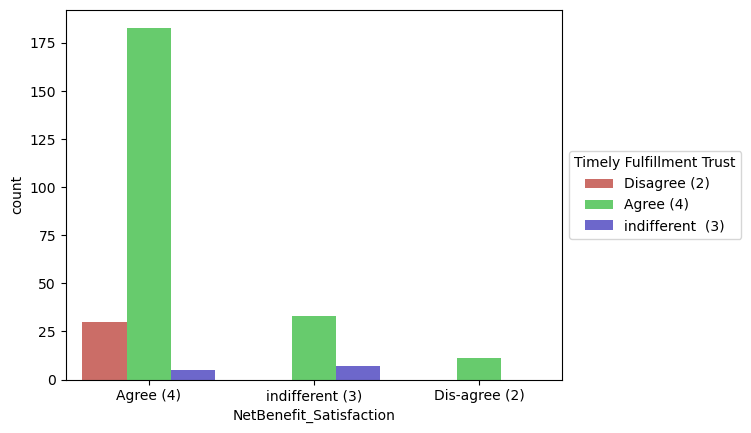 175
150
125
100
75
50
25
0
count
Agree (4)
indifferent (3)
Dis-agree (2)
NetBenefit_Satisfaction
Timely Fulfillment Trust
Disagree (2)
Agree (4)
indifferent  (3)